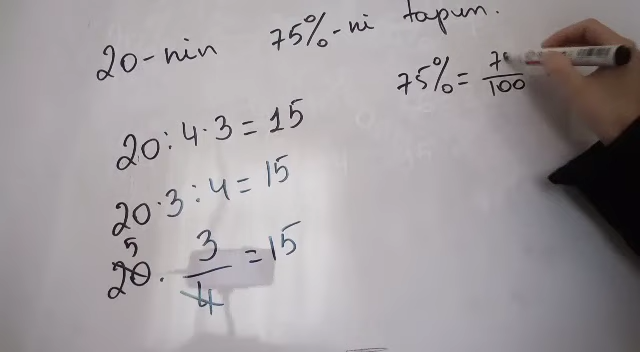 20-nin 75%-ni tapın.
75% = 7/100
20 : 4 · 3 = 15
20 · 3 : 4 = 15
5
20 · 3/4 = 15